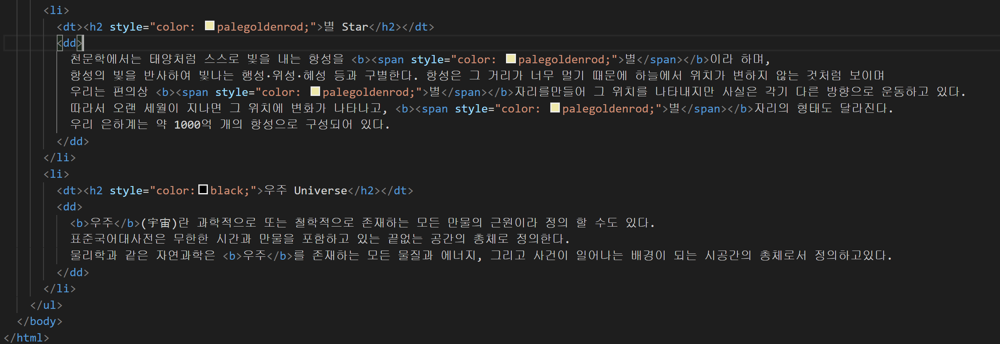 <li>
<dt><h2 style="color: palegoldenrod;">별 Star</h2></dt>
<dd>
천문학에서는 태양처럼 스스로 빛을 내는 항성을 <b><span style="color: palegoldenrod;">별</span></b>이라 하며,
항성의 빛을 반사하여 빛나는 행성·위성·혜성 등과 구별한다. 항성은 그 거리가 너무 멀기 때문에 하늘에서 위치가 변하지 않는 것처럼 보이며
우리는 편의상 <b><span style="color: palegoldenrod;">별</span></b>자리를만들어 그 위치를 나타내지만 사실은 각기 다른 방향으로 운동하고 있다.
따라서 오랜 세월이 지나면 그 위치에 변화가 나타나고, <b><span style="color: palegoldenrod;">별</span></b>자리의 형태도 달라진다.
우리 은하계는 약 1000억 개의 항성으로 구성되어 있다.
</dd>
</li>
<li>
<dt><h2 style="color:black;">우주 Universe</h2></dt>
<dd>
<b>우주</b>(宇宙)란 과학적으로 또는 철학적으로 존재하는 모든 만물의 근원이라 정의 할 수도 있다.
표준국어대사전은 무한한 시간과 만물을 포함하고 있는 끝없는 공간의 총체로 정의한다.
물리학과 같은 자연과학은 <b>우주</b>를 존재하는 모든 물질과 에너지, 그리고 사건이 일어나는 배경이 되는 시공간의 총체로서 정의하고있다.
</dd>
</li>
</ul>
</body>
</html>